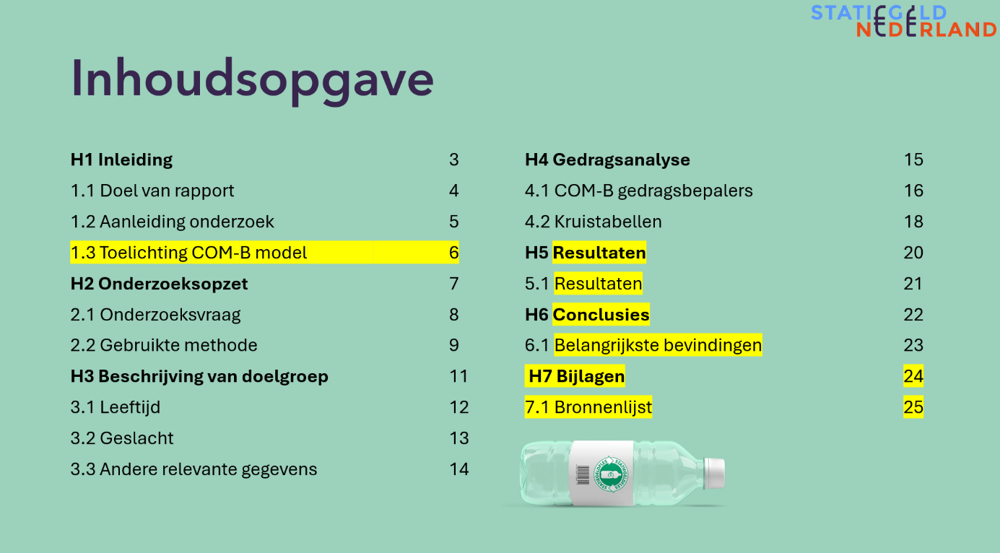 STATIEGELD
NEDERLAND
Inhoudsopgave
H1 Inleiding 3
1.1 Doel van rapport 4
1.2 Aanleiding onderzoek 5
1.3 Toelichting COM-B model 6
H2 Onderzoeksopzet 7
2.1 Onderzoeksvraag 8
2.2 Gebruikte methode 9
H3 Beschrijving van doelgroep 11
3.1 Leeftijd 12
3.2 Geslacht 13
3.3 Andere relevante gegevens 14
H4 Gedragsanalyse 15
4.1 COM-B gedragsbepalers 16
4.2 Kruistabellen 18
H5 Resultaten 20
5.1 Resultaten 21
H6 Conclusies 22
6.1 Belangrijkste bevindingen 23
H7 Bijlagen 24
7.1 Bronnenlijst 25
STATIEGELDFLES
STATIEGELDFLES